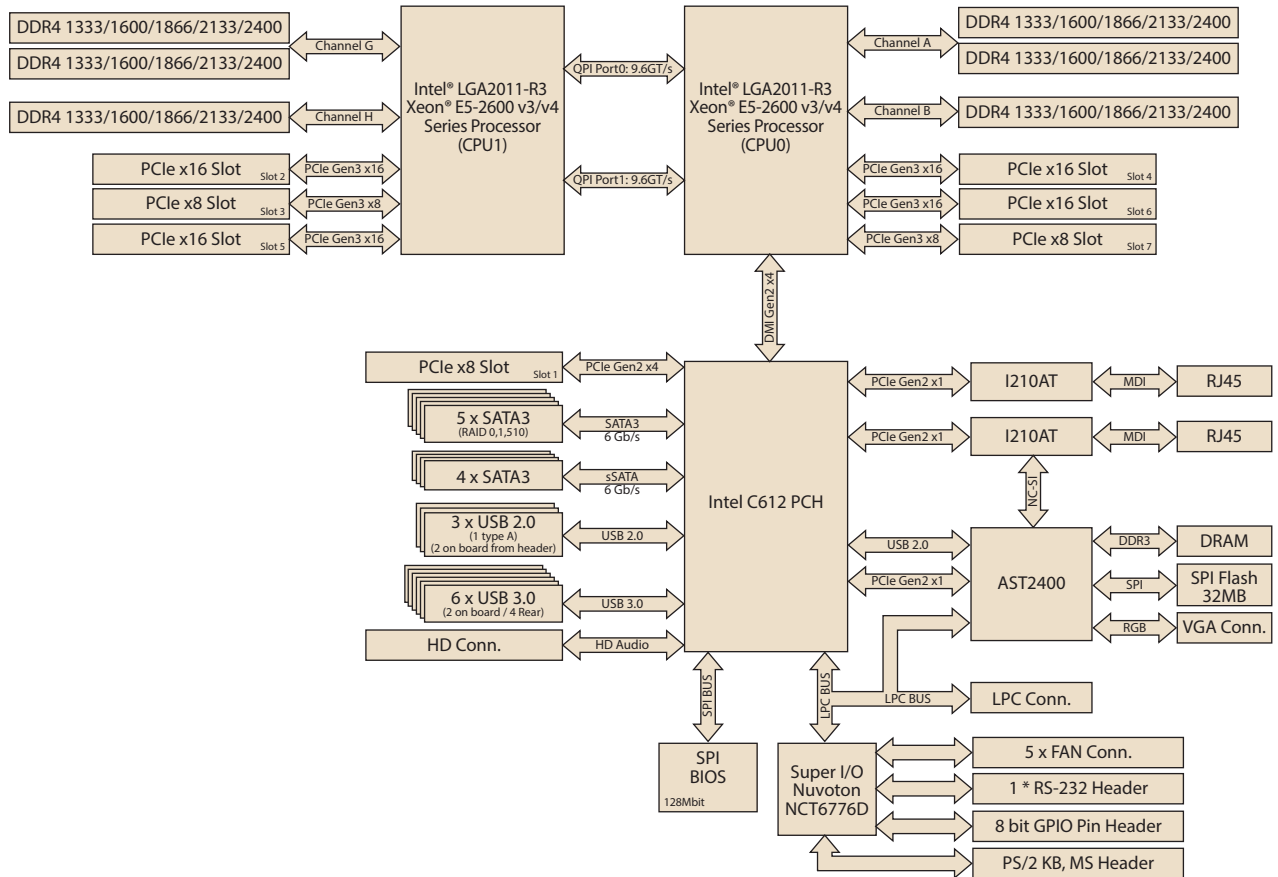 DDR4 1333/1600/1866/2133/2400
DDR4 1333/1600/1866/2133/2400
Channel G
DDR4 1333/1600/1866/2133/2400
Channel H
PCIe x16 Slot
Slot 2
PCIe Gen3 x16
PCIe x8 Slot
Slot 3
PCIe Gen3 x8
PCIe x16 Slot
Slot 5
PCIe Gen3 x16
Intel® LGA2011-R3
Xeon® E5-2600 v3/v4
Series Processor
(CPU1)
QPI Port0: 9.6GT/s
QPI Port1: 9.6GT/s
Intel® LGA2011-R3
Xeon® E5-2600 v3/v4
Series Processor
(CPU0)
Channel A
DDR4 1333/1600/1866/2133/2400
DDR4 1333/1600/1866/2133/2400
Channel B
DDR4 1333/1600/1866/2133/2400
PCIe Gen3 x16
PCIe x16 Slot
Slot 4
PCIe Gen3 x16
PCIe x16 Slot
Slot 6
PCIe Gen3 x8
PCIe x8 Slot
Slot 7
DMI Gen2 x4
PCIe x8 Slot
Slot 1
PCIe Gen2 x4
5 x SATA3
(RAID 0,1,510)
SATA3
6 Gb/s
4 x SATA3
sSATA
6 Gb/s
3 x USB 2.0
(1 type A)
(2 on board from header)
USB 2.0
6 x USB 3.0
(2 on board / 4 Rear)
USB 3.0
HD Conn.
HD Audio
Intel C612 PCH
PCIe Gen2 x1
I210AT
MDI
RJ45
PCIe Gen2 x1
I210AT
MDI
RJ45
NC-SI
USB 2.0
PCIe Gen2 x1
AST2400
DDR3
DRAM
SPI
SPI Flash
32MB
RGB
VGA Conn.
SPI BUS
LPC BUS
LPC BUS
LPC Conn.
SPI
BIOS
128Mbit
Super I/O
Nuvoton
NCT6776D
5 x FAN Conn.
1 * RS-232 Header
8 bit GPIO Pin Header
PS/2 KB, MS Header